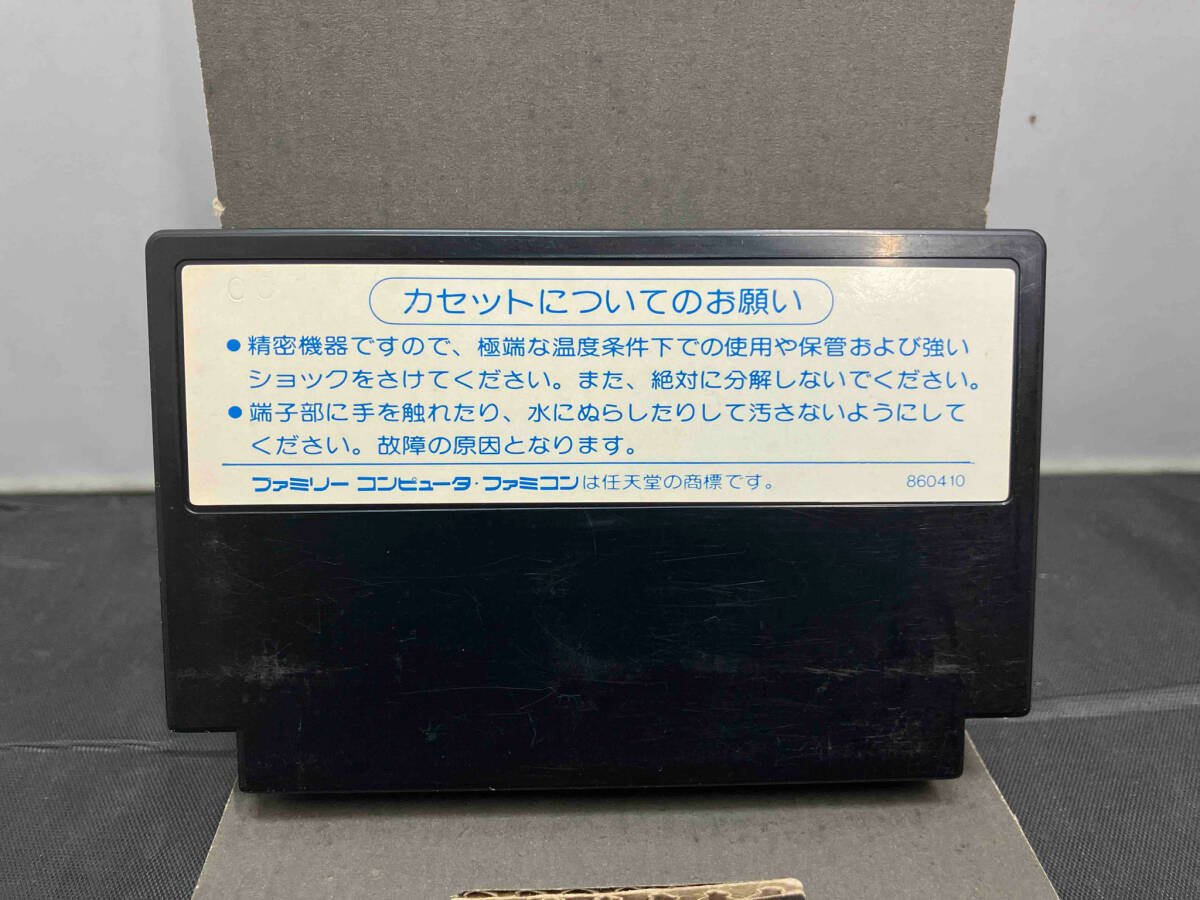 カセットについてのお願い
●精密機器ですので、極端な温度条件下での使用や保管および強い
ショックをさけてください。また、絶対に分解しないでください。
●端子部に手を触れたり、水にぬらしたりして汚さないようにして
ください。故障の原因となります。
ファミリー コンピュータ・ファミコンは任天堂の商標です。 860410